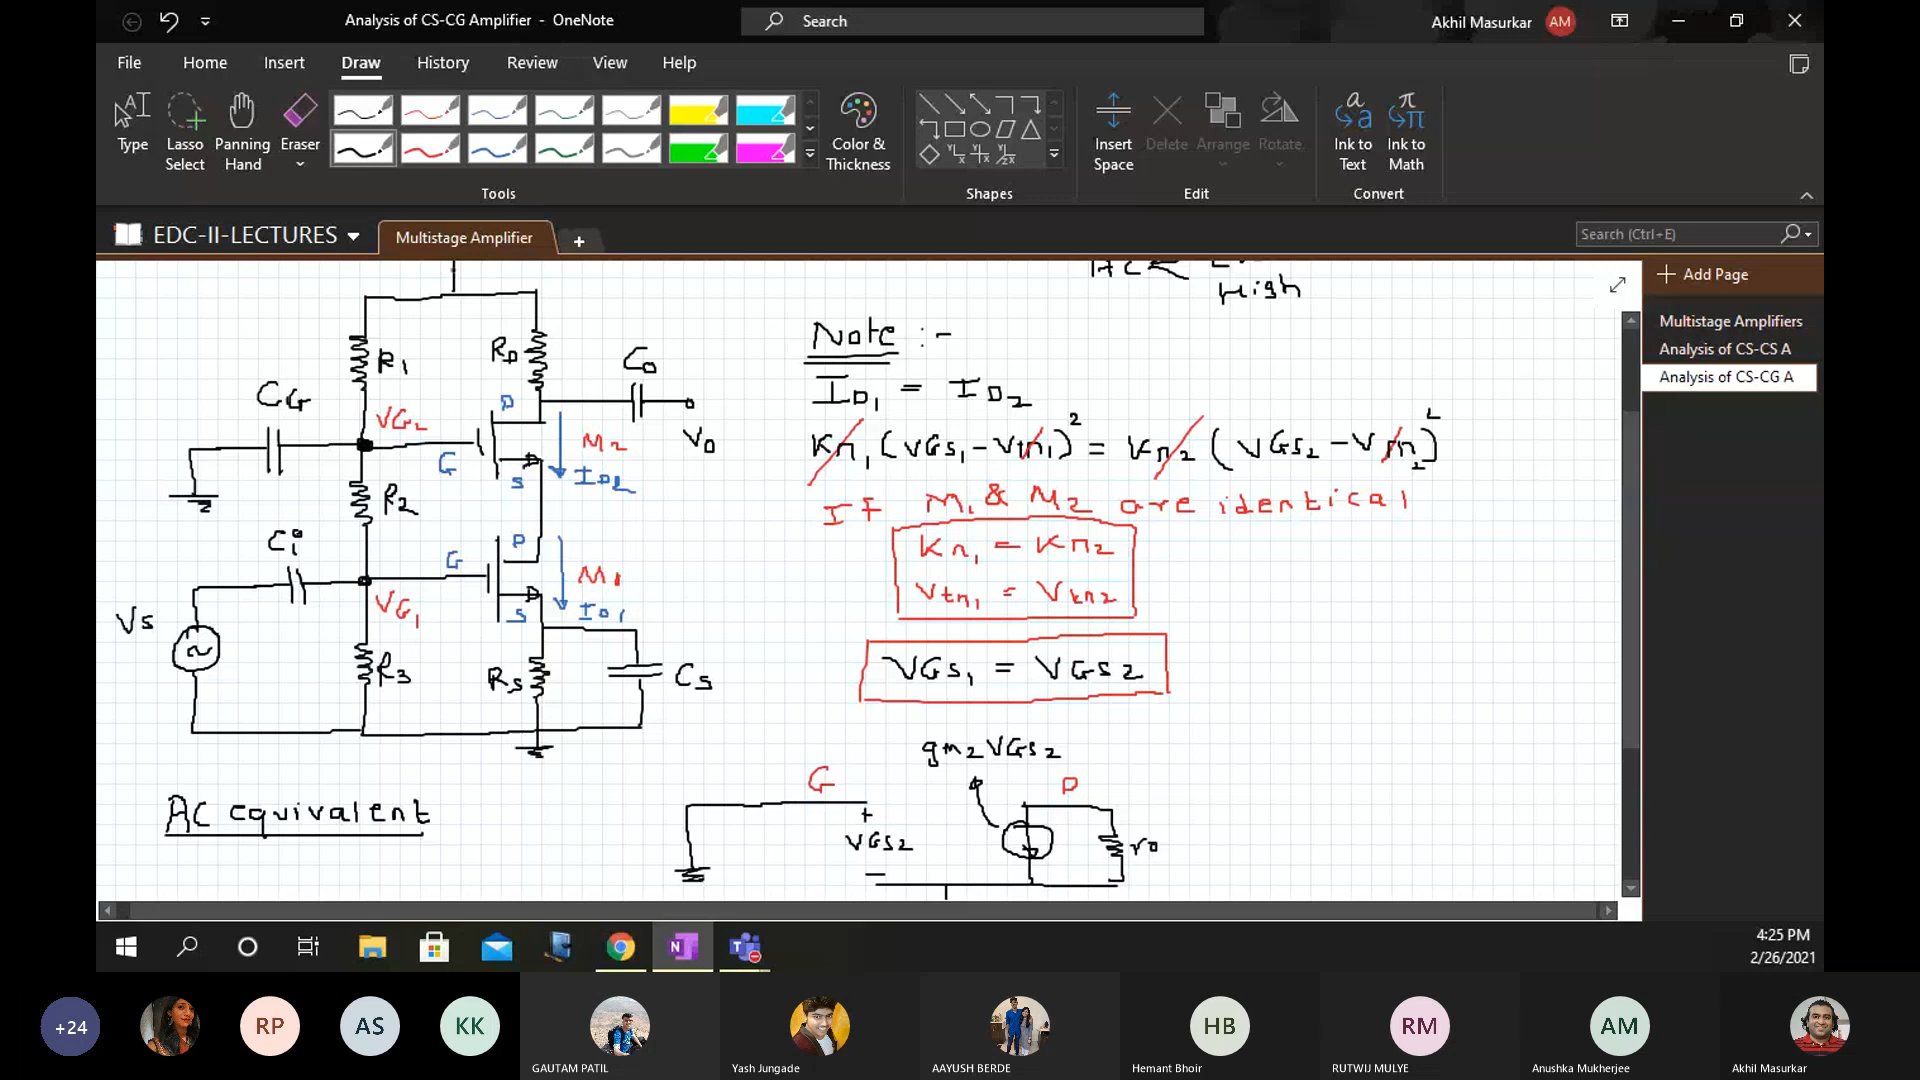 Analysis of CS-CG Amplifier - OneNote
Search
Akhil Masurkar
AM
File
Home
Insert
Draw
History
Review
View
Help
Type
Lasso Select
Panning Hand
Eraser
Color & Thickness
Insert Space
Delete
Arrange
Rotate
Ink to Text
Ink to Math
Tools
Shapes
Edit
Convert
EDC-II-LECTURES
Multistage Amplifier
Search (Ctrl+E)
Add Page
Multistage Amplifiers
Analysis of CS-CS A
Analysis of CS-CG A
High
Note :-
ID1 = ID2
Kn1 (VGS1 - Vtn1)² = Kn2 (VGS2 - Vtn2)²
If M1 & M2 are identical
Kn1 = Kn2
Vtn1 = Vtn2
VGS1 = VGS2
R1
RD
CO
CG
VG2
D
M2
VO
G
S
ID2
R2
Ci
D
G
M1
VG1
S
ID1
VS
R3
RS
CS
gm2VGS2
G
D
+
VGS2
-
ro
AC equivalent
4:25 PM
2/26/2021
+24
RP
AS
KK
HB
RM
AM
GAUTAM PATIL
Yash Jungade
AAYUSH BERDE
Hemant Bhoir
RUTWIJ MULYE
Anushka Mukherjee
Akhil Masurkar